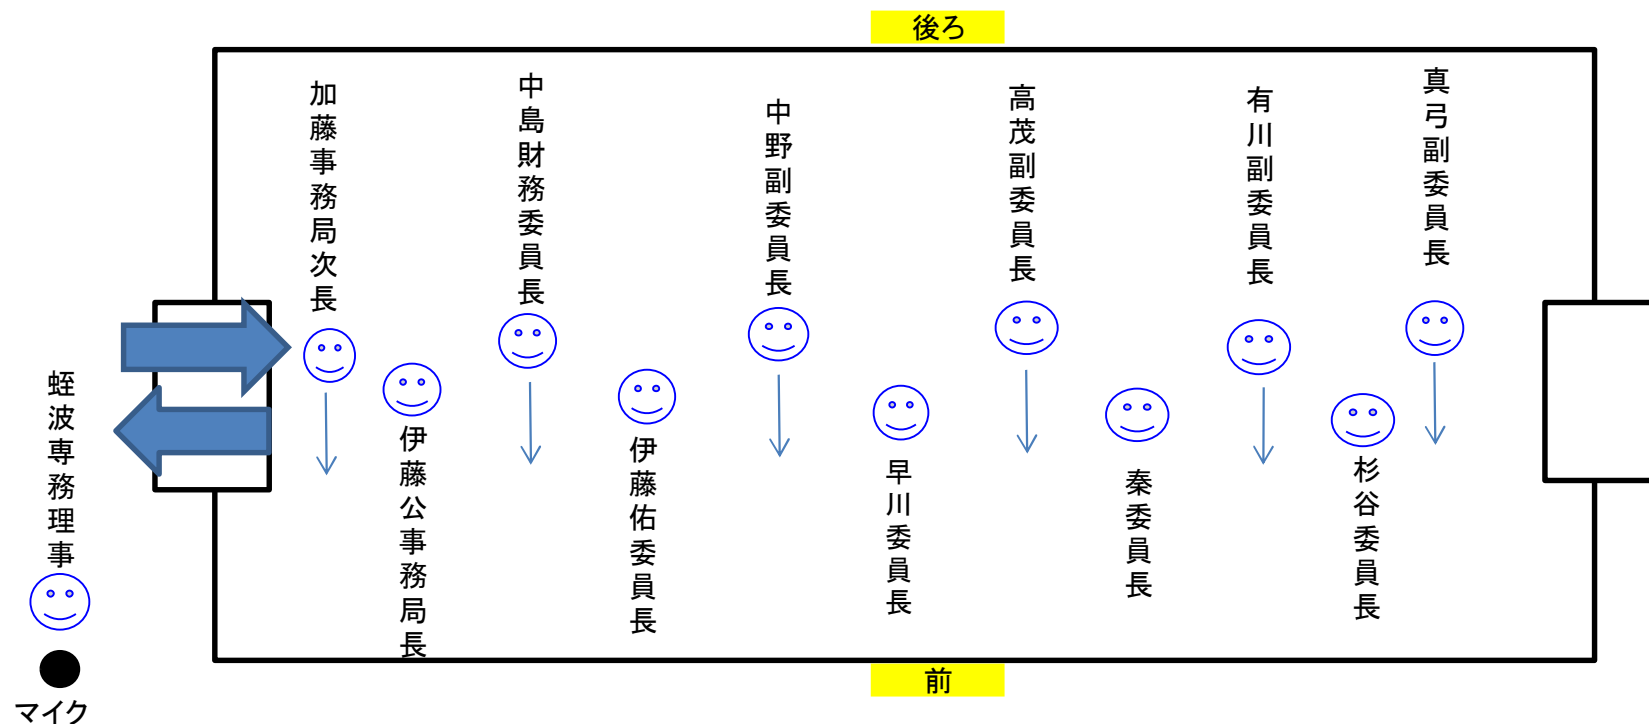 後ろ
加藤事務局次長
中島財務委員長
中野副委員長
高茂副委員長
有川副委員長
真弓副委員長
蛭波専務理事
伊藤公事務局長
伊藤佑委員長
早川委員長
秦委員長
杉谷委員長
前
マイク